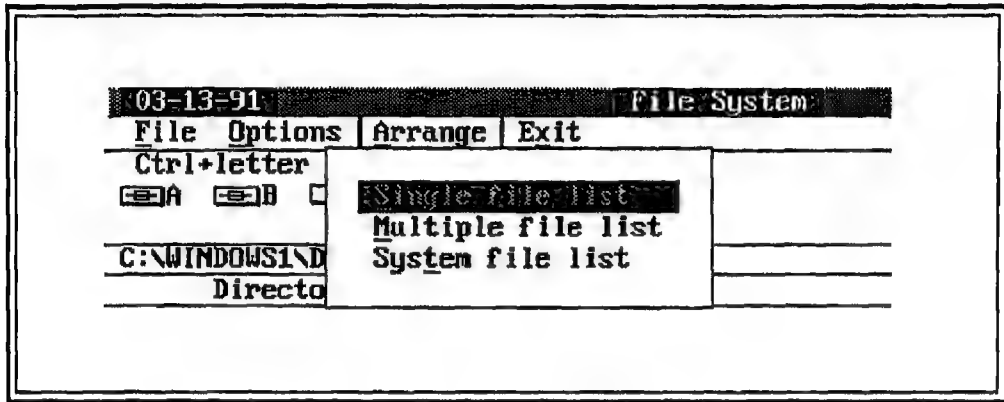 03-13-91 File System
File Options Arrange Exit
Ctrl+letter
A B
Single file list
Multiple file list
C:\WINDOWS1\D
System file list
Directo